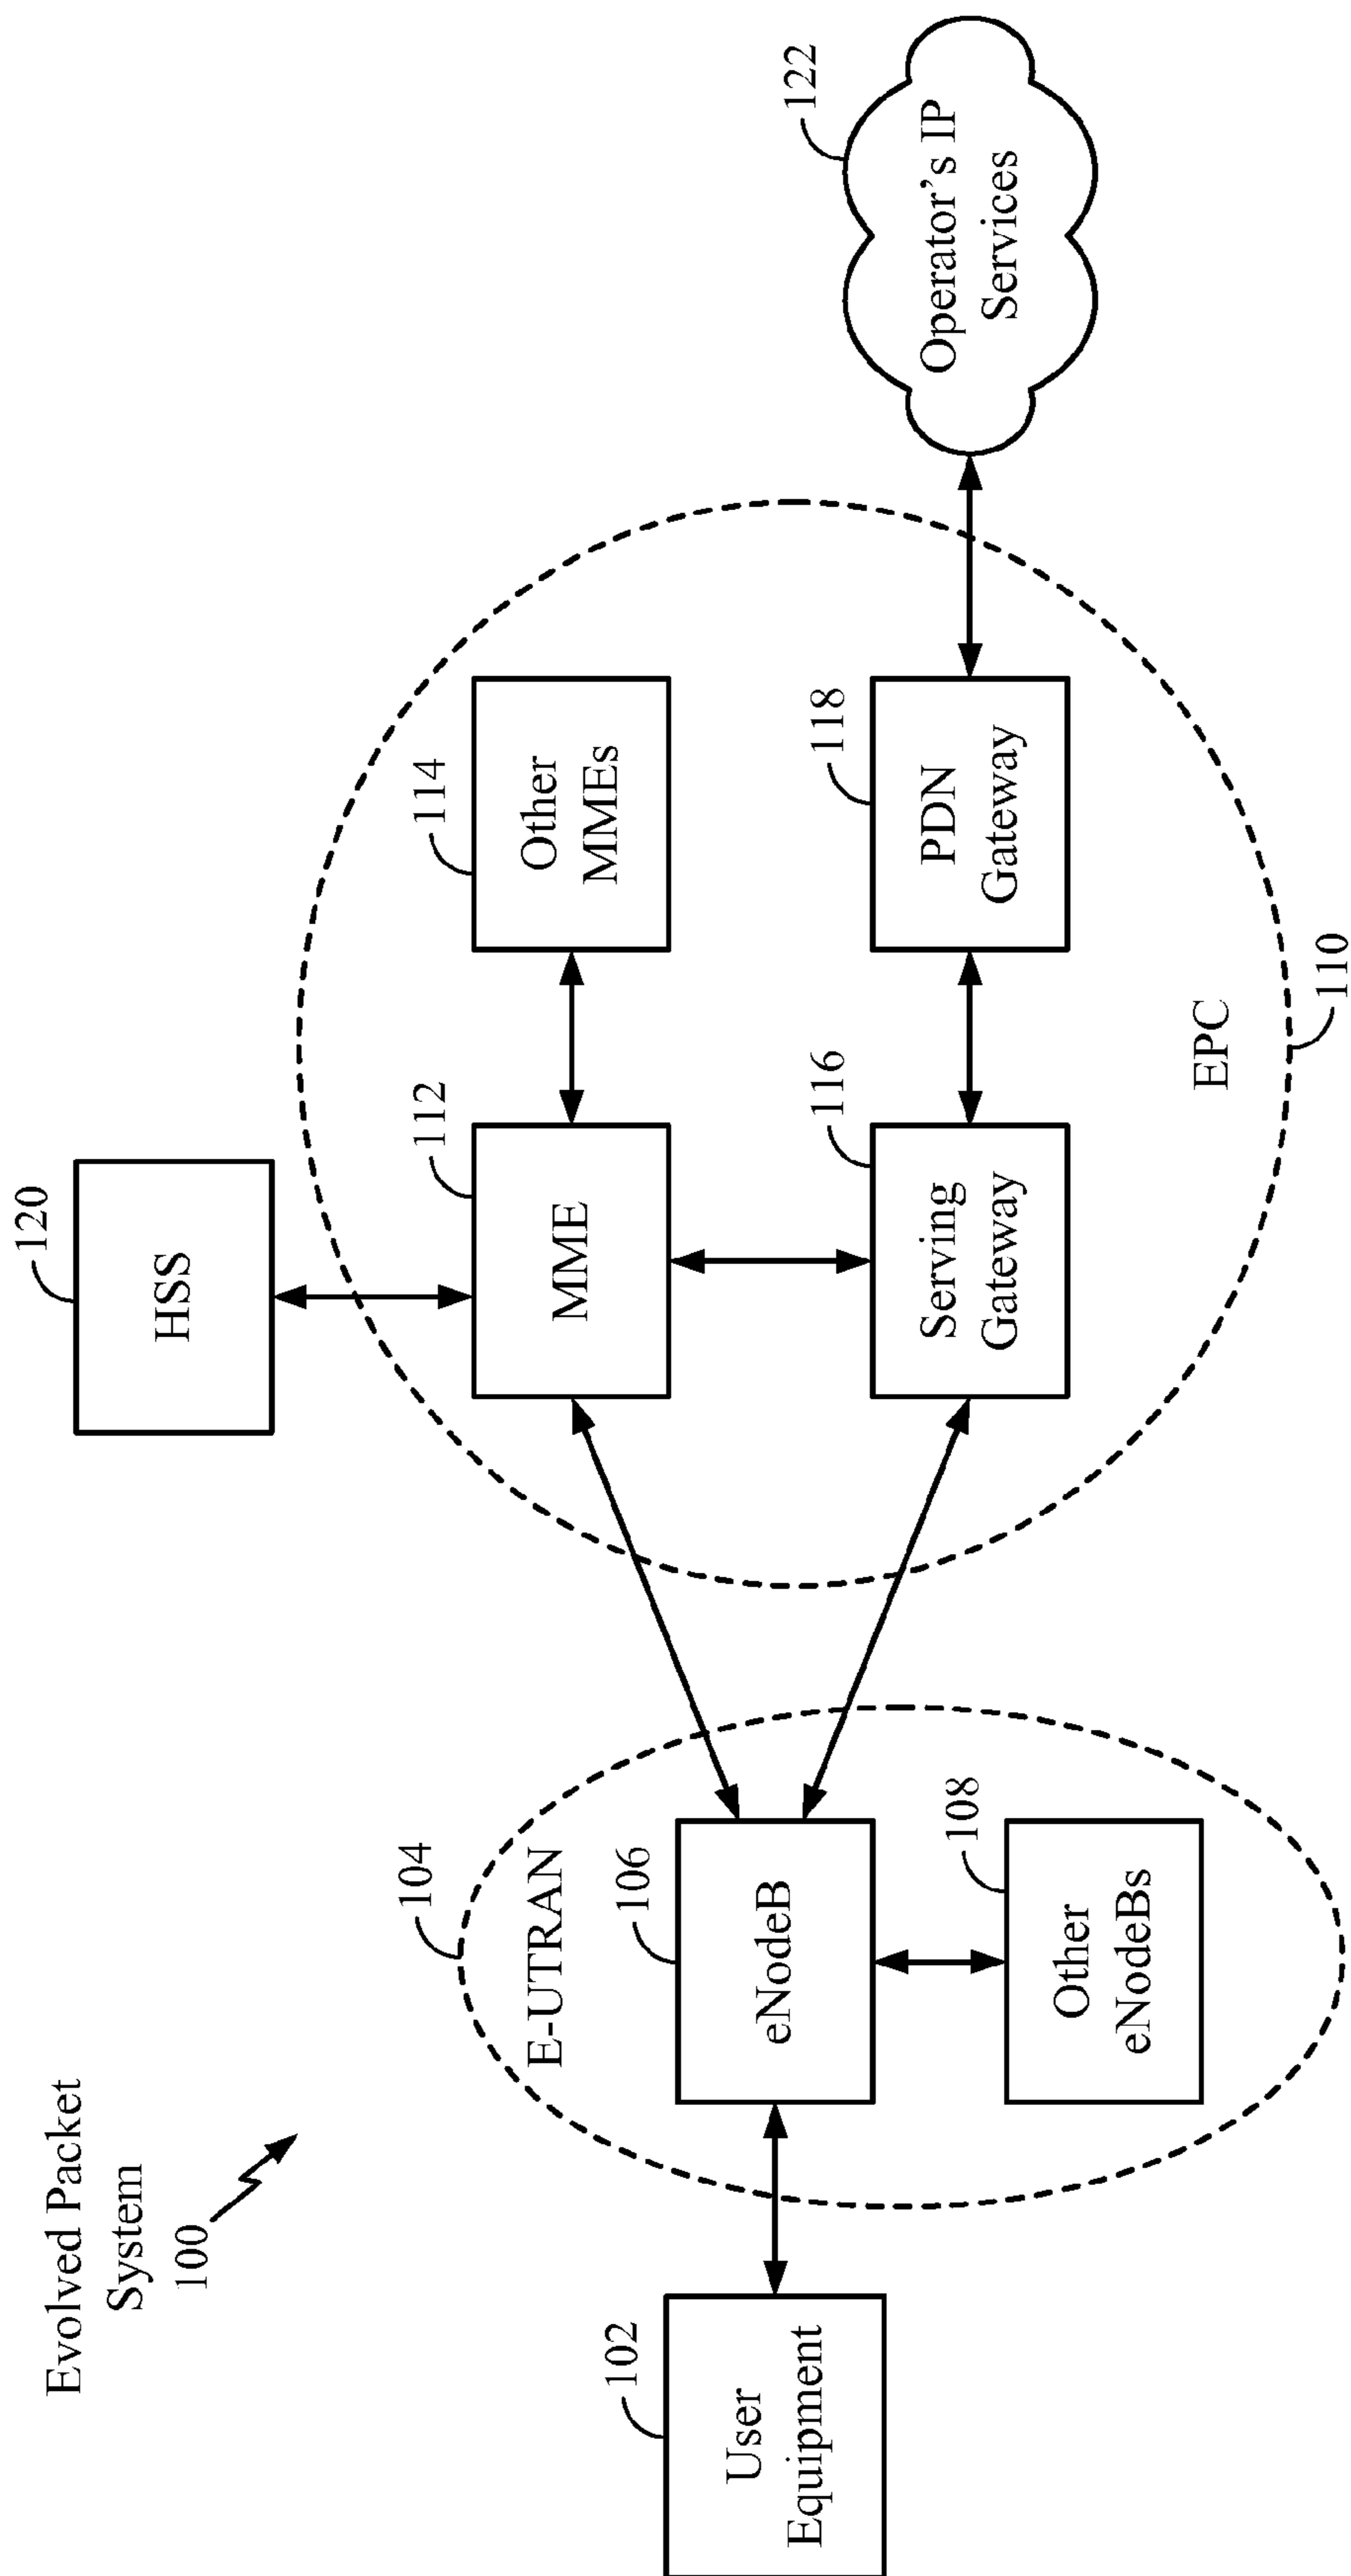 Evolved Packet
System
100
120
HSS
104
E-UTRAN
112
MME
114
Other
MMEs
102
User
Equipment
106
eNodeB
108
Other
eNodeBs
116
Serving
Gateway
118
PDN
Gateway
122
Operator's IP
Services
EPC
110